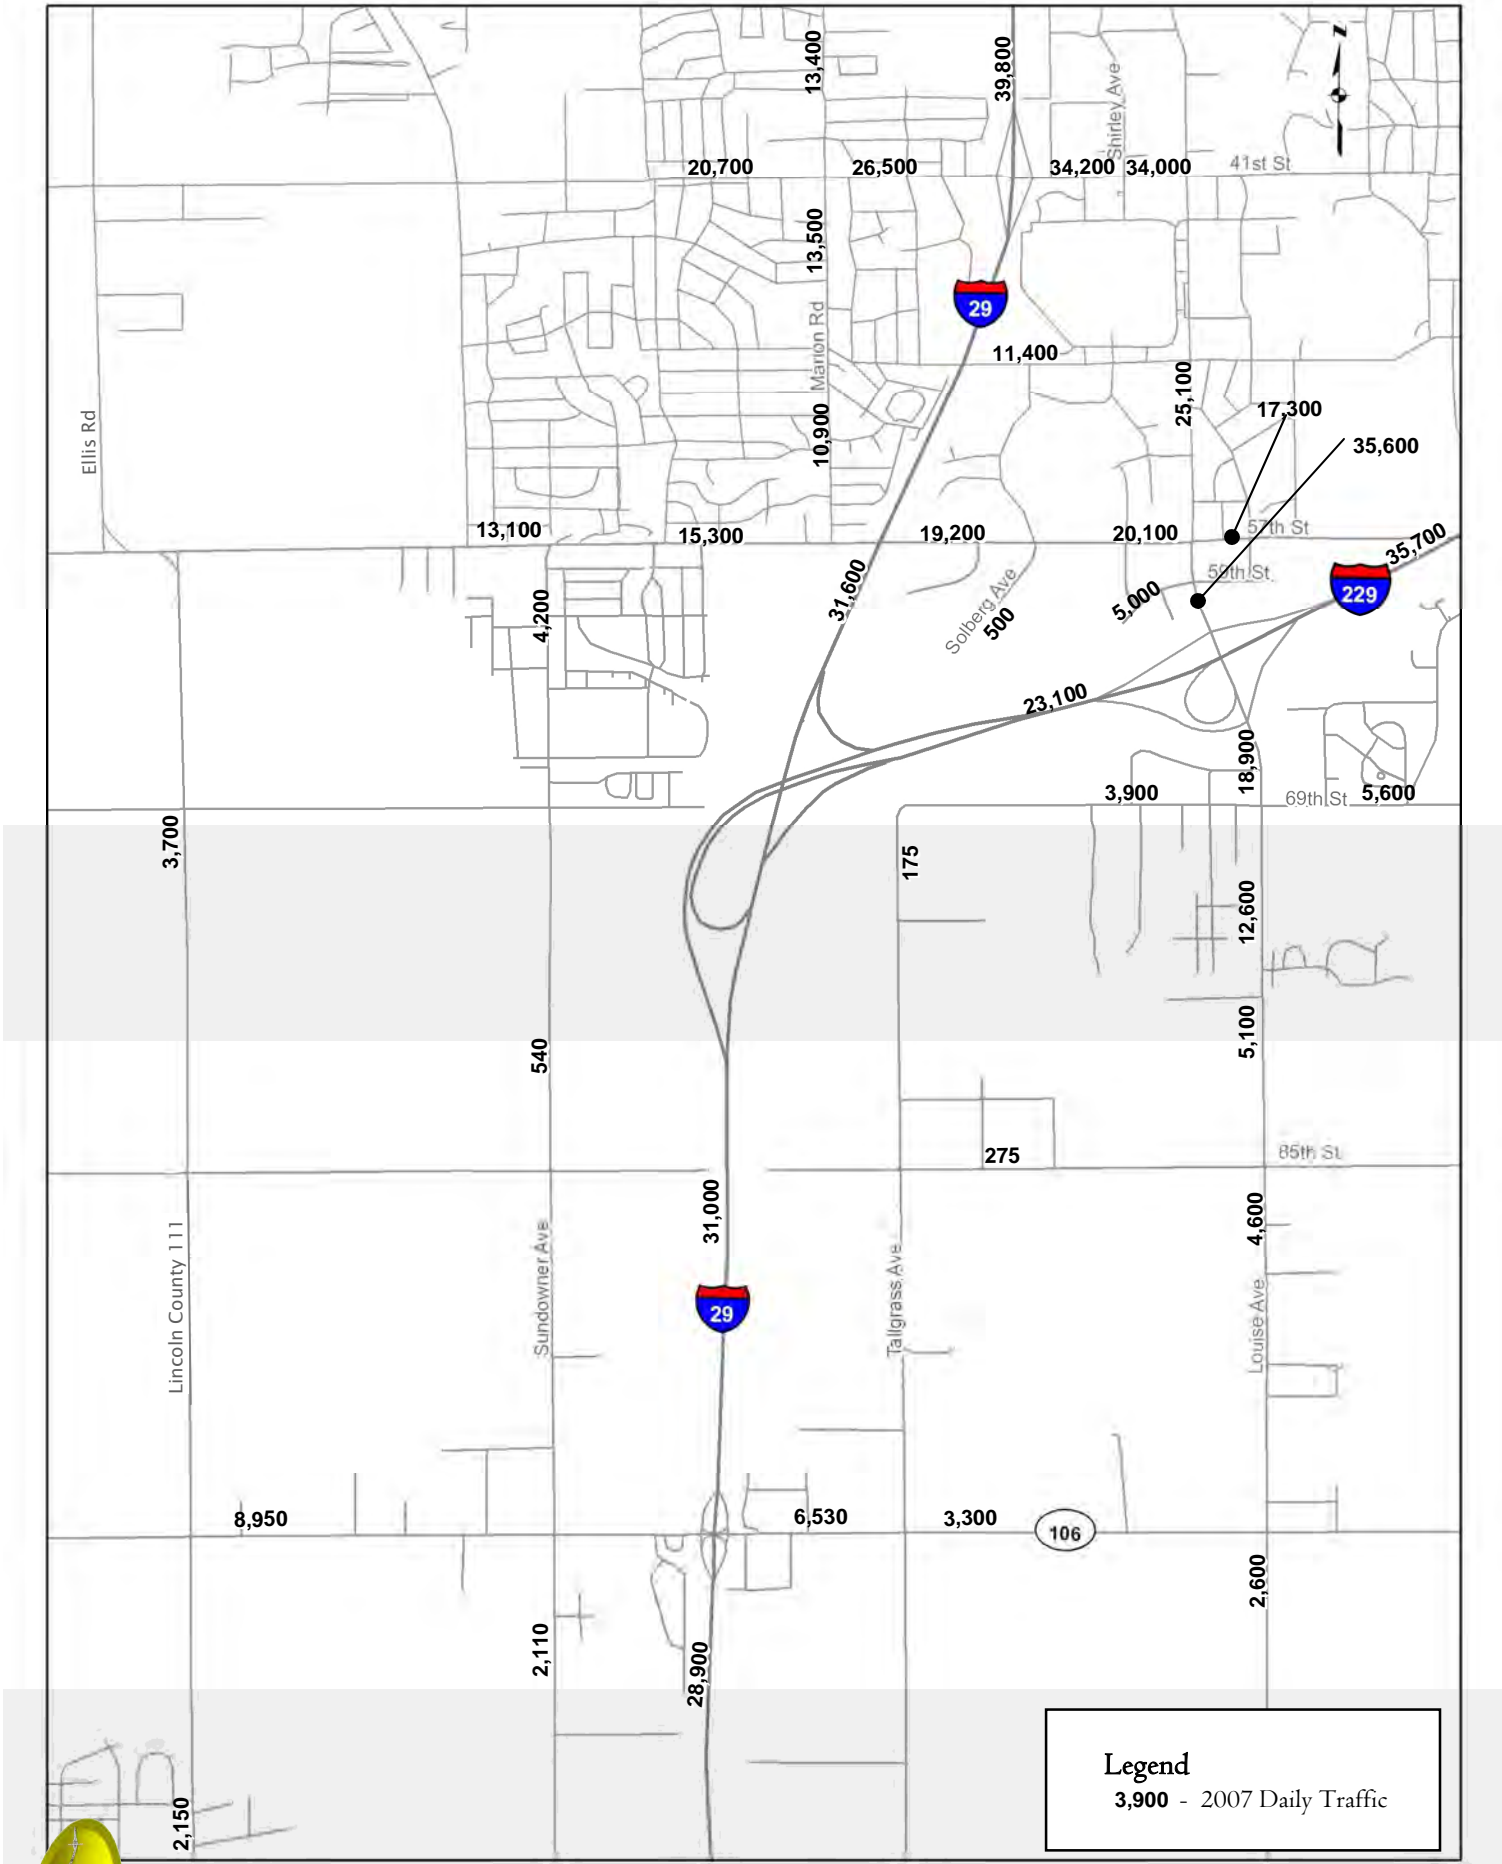 13,400
39,800
Shirley Ave
20,700
26,500
34,200
34,000
41st St
13,500
29
Marion Rd
11,400
25,100
17,300
35,600
Ellis Rd
10,900
13,100
15,300
19,200
20,100
57th St
35,700
59th St
229
31,600
4,200
Solberg Ave
500
5,000
23,100
18,900
3,900
69th St
5,600
3,700
175
12,600
540
5,100
275
85th St
31,000
4,600
Lincoln County 111
Sundowner Ave
Tallgrass Ave
Louise Ave
29
8,950
6,530
3,300
106
2,600
2,110
28,900
2,150
Legend
3,900 - 2007 Daily Traffic
N